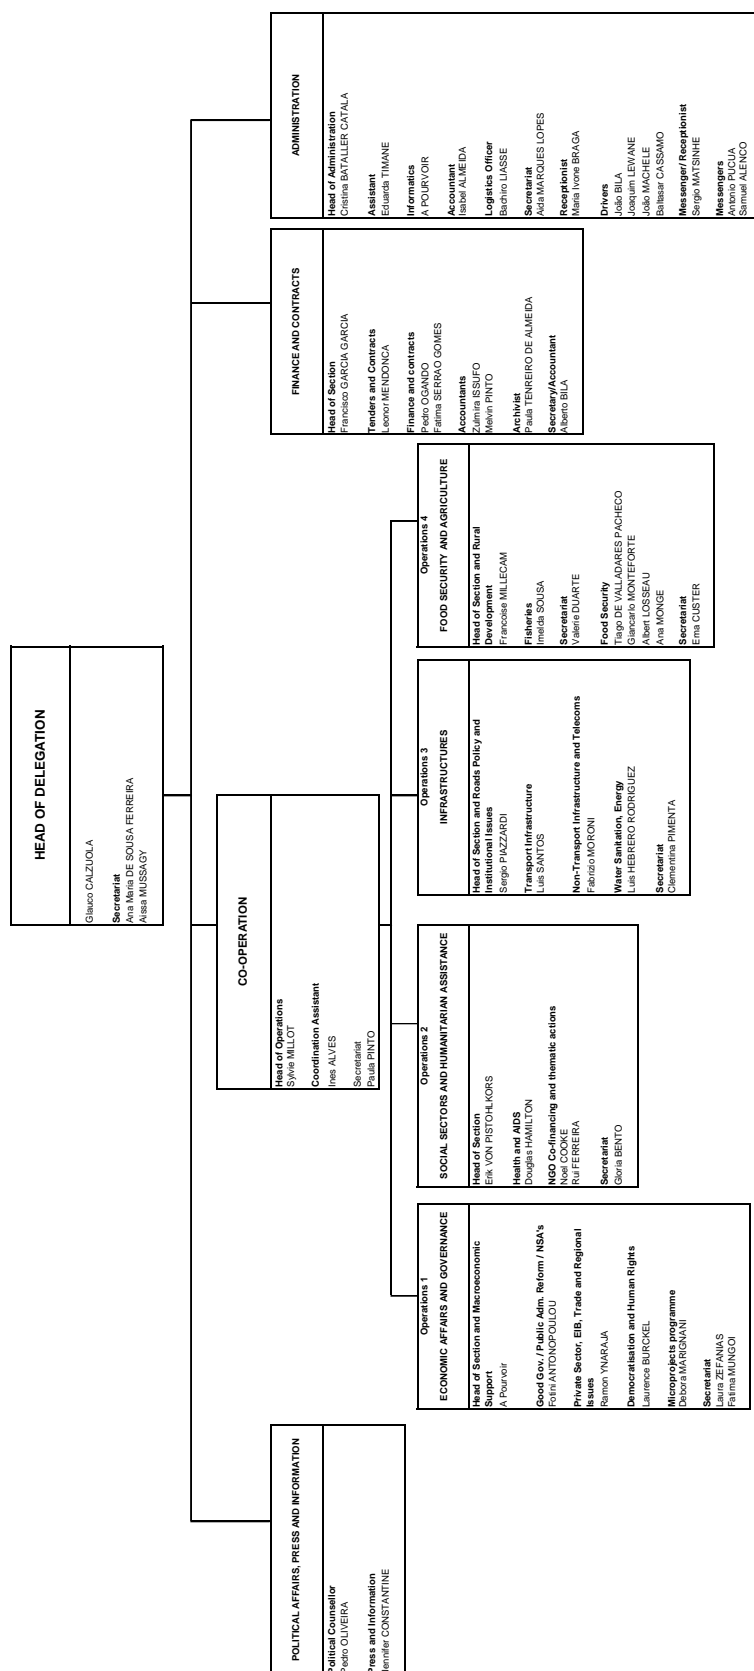 HEAD OF DELEGATION
Glauco CALZUOLA
Secretariat
Ana Maria DE SOUSA FERREIRA
Aissa MUSSAGY
POLITICAL AFFAIRS, PRESS AND INFORMATION
Political Counsellor
Pedro OLIVEIRA
Press and Information
Jennifer CONSTANTINE
CO-OPERATION
Head of Operations
Sylvie MILLOT
Coordination Assistant
Ines ALVES
Secretariat
Paula PINTO
Operations 1
ECONOMIC AFFAIRS AND GOVERNANCE
Head of Section and Macroeconomic
Support
A Pourvoir
Good Gov. / Public Adm. Reform / NSA's
Fotini ANTONOPOULOU
Private Sector, EIB, Trade and Regional
Issues
Ramon YNARAJA
Democratisation and Human Rights
Laurence BURCKEL
Microprojects programme
Debora MARIGNANI
Secretariat
Laura ZEFANIAS
Fatima MUNGOI
Operations 2
SOCIAL SECTORS AND HUMANITARIAN ASSISTANCE
Head of Section
Erik VON PISTOHLKORS
Health and AIDS
Douglas HAMILTON
NGO Co-financing and thematic actions
Noel COOKE
Rui FERREIRA
Secretariat
Gloria BENTO
Operations 3
INFRASTRUCTURES
Head of Section and Roads Policy and
Institutional Issues
Sergio PIAZZARDI
Transport Infrastructure
Luis SANTOS
Non-Transport Infrastructure and Telecoms
Fabrizio MORONI
Water Sanitation, Energy
Luis HEBRERO RODRIGUEZ
Secretariat
Clementina PIMENTA
Operations 4
FOOD SECURITY AND AGRICULTURE
Head of Section and Rural
Development
Francoise MILLECAM
Fisheries
Imelda SOUSA
Secretariat
Valerie DUARTE
Food Security
Tiago DE VALLADARES PACHECO
Giancarlo MONTEFORTE
Albert LOSSEAU
Ana MONGE
Secretariat
Ema CUSTER
FINANCE AND CONTRACTS
Head of Section
Francisco GARCIA GARCIA
Tenders and Contracts
Leonor MENDONCA
Finance and contracts
Pedro OGANDO
Fatima SERRAO GOMES
Accountants
Zulmira ISSUFO
Melvin PINTO
Archivist
Paula TENREIRO DE ALMEIDA
Secretary/Accountant
Alberto BILA
ADMINISTRATION
Head of Administration
Cristina BATALLER CATALA
Assistant
Eduarda TIMANE
Informatics
A POURVOIR
Accountant
Isabel ALMEIDA
Logistics Officer
Bachiro LIASSE
Secretariat
Aida MARQUES LOPES
Receptionist
Maria Ivone BRAGA
Drivers
João BILA
Joaquim LEWANE
João MACHELE
Baltasar CASSAMO
Messenger/ Receptionist
Sergio MATSINHE
Messengers
Antonio PUCUA
Samuel ALENCO